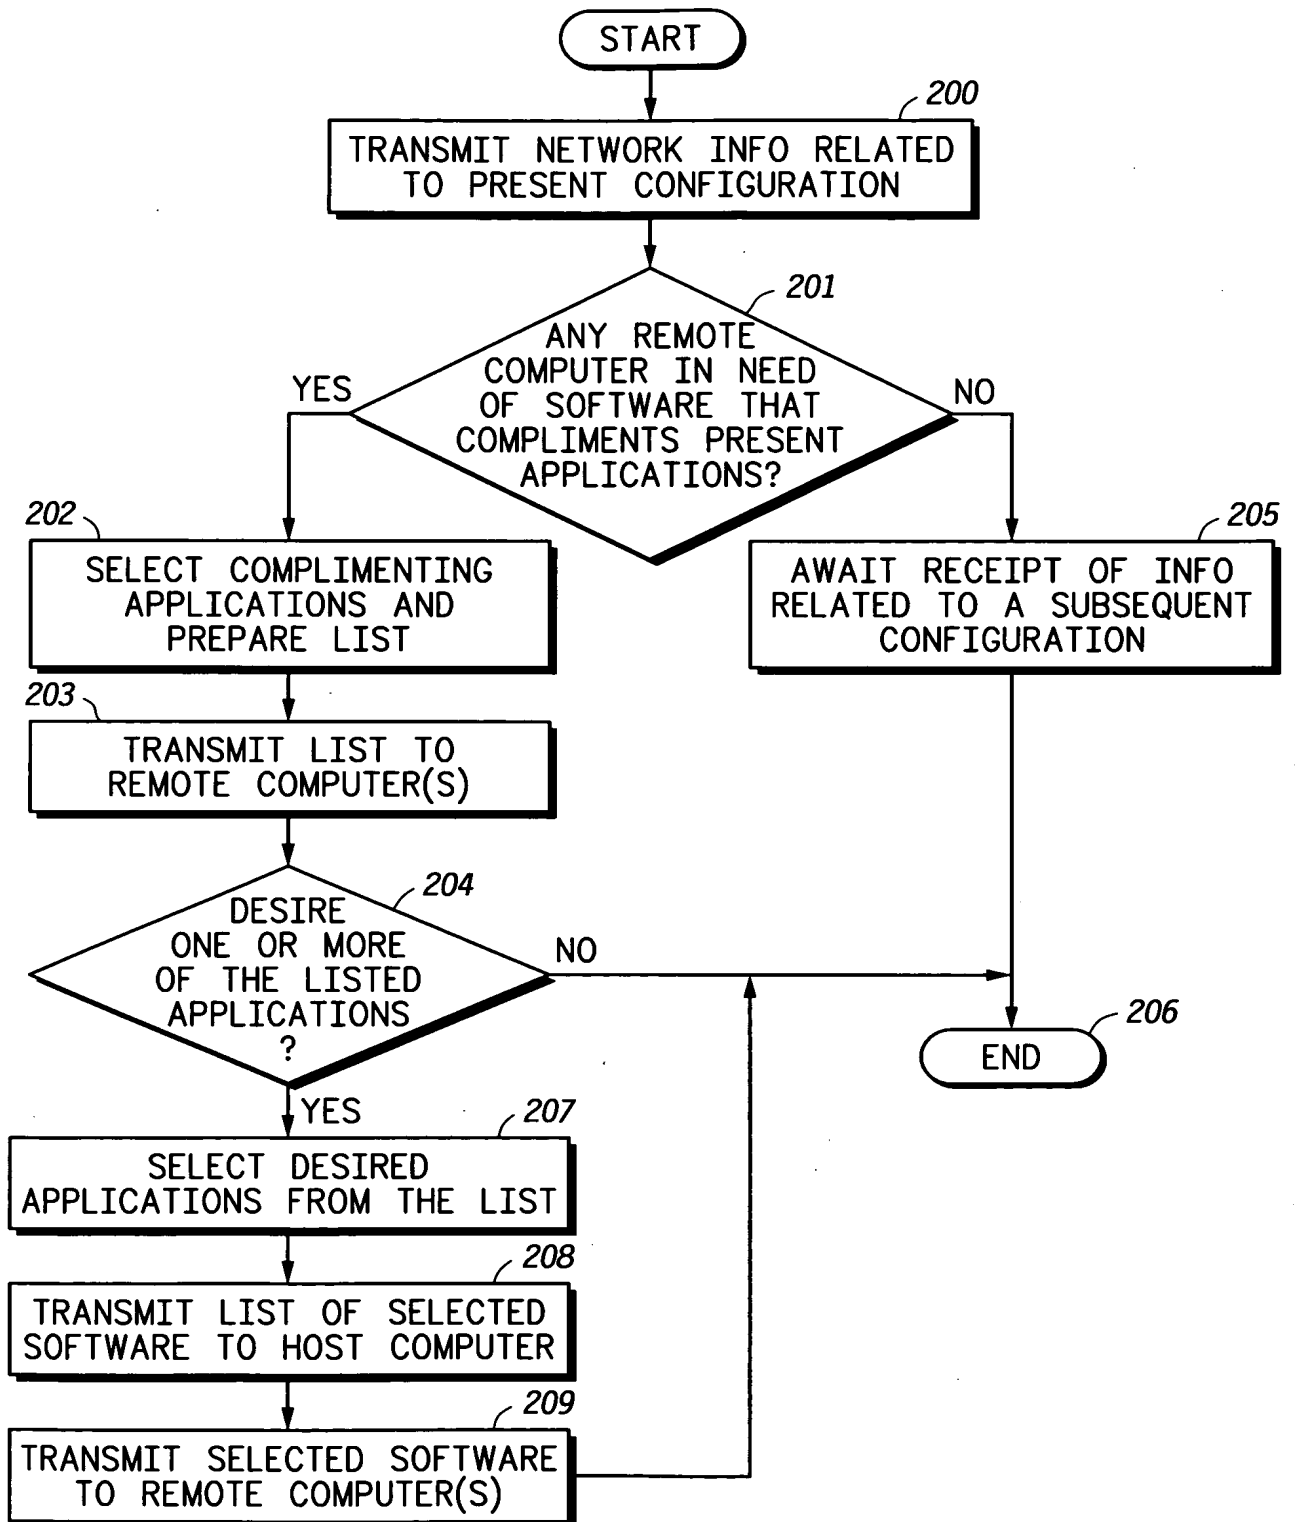 START
200
TRANSMIT NETWORK INFO RELATED
TO PRESENT CONFIGURATION
201
ANY REMOTE
COMPUTER IN NEED
OF SOFTWARE THAT
COMPLIMENTS PRESENT
APPLICATIONS?
YES
NO
202
SELECT COMPLIMENTING
APPLICATIONS AND
PREPARE LIST
205
AWAIT RECEIPT OF INFO
RELATED TO A SUBSEQUENT
CONFIGURATION
203
TRANSMIT LIST TO
REMOTE COMPUTER(S)
204
DESIRE
ONE OR MORE
OF THE LISTED
APPLICATIONS
?
NO
YES
206
END
207
SELECT DESIRED
APPLICATIONS FROM THE LIST
208
TRANSMIT LIST OF SELECTED
SOFTWARE TO HOST COMPUTER
209
TRANSMIT SELECTED SOFTWARE
TO REMOTE COMPUTER(S)